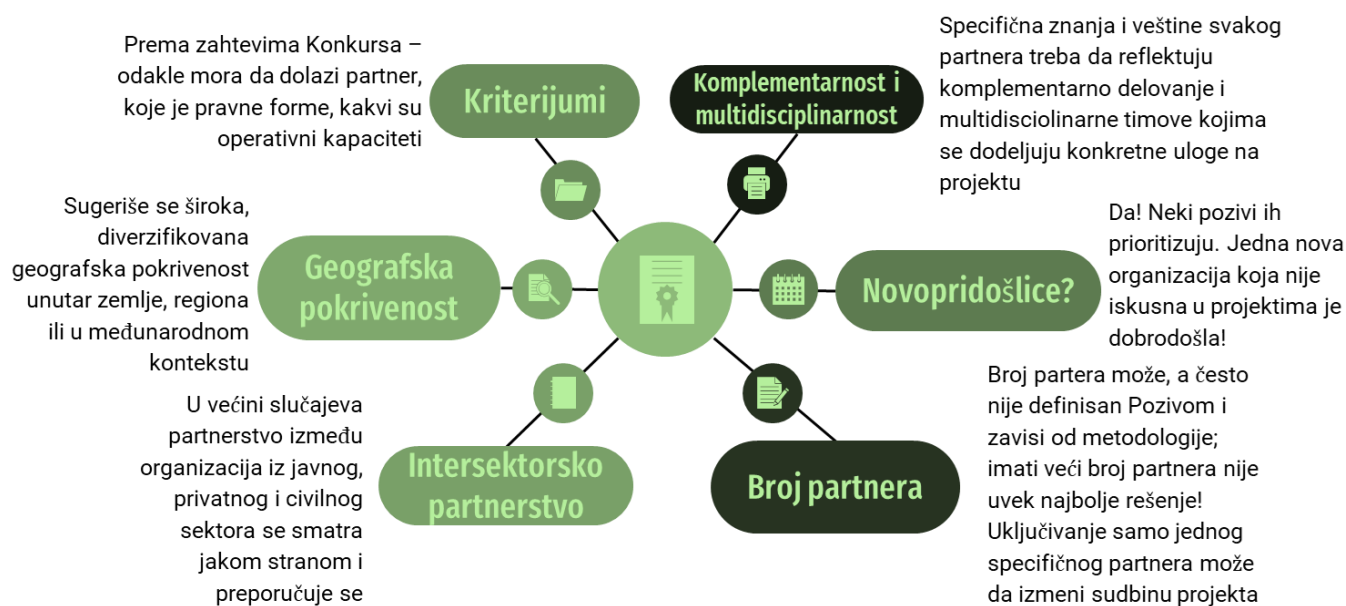 Prema zahtevima Konkursa –
odakle mora da dolazi partner,
koje je pravne forme, kakvi su
operativni kapaciteti
Kriterijumi
Komplementarnost i
multidisciplinarnost
Specifična znanja i veštine svakog
partnera treba da reflektuju
komplementarno delovanje i
multidisciolinarne timove kojima
se dodeljuju konkretne uloge na
projektu
Sugeriše se široka,
diverzifikovana
geografska pokrivenost
unutar zemlje, regiona
ili u međunarodnom
kontekstu
Geografska
pokrivenost
Novopridošlice?
Da! Neki pozivi ih
prioritizuju. Jedna nova
organizacija koja nije
iskusna u projektima je
dobrodošla!
U većini slučajeva
partnerstvo između
organizacija iz javnog,
privatnog i civilnog
sektora se smatra
jakom stranom i
preporučuje se
Intersektorsko
partnerstvo
Broj partnera
Broj partera može, a često
nije definisan Pozivom i
zavisi od metodologije;
imati veći broj partnera nije
uvek najbolje rešenje!
Uključivanje samo jednog
specifičnog partnera može
da izmeni sudbinu projekta